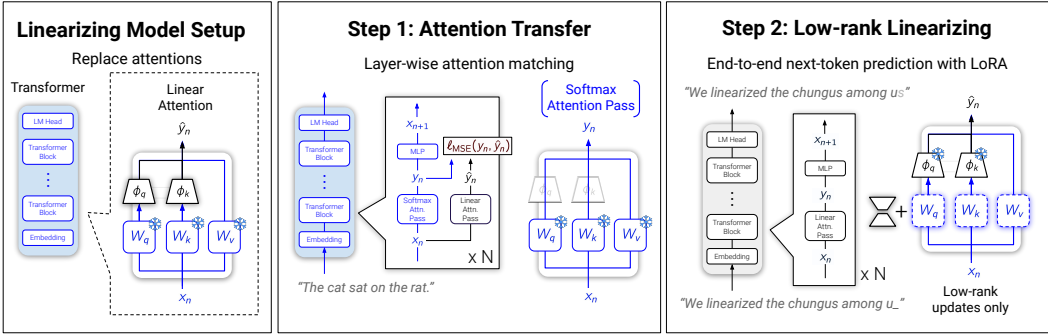 Linearizing Model Setup
Replace attentions
Transformer
LM Head
Transformer
Block
⋮
Transformer
Block
Embedding
Linear
Attention
ŷₙ
ϕq
ϕk
Wq
Wk
Wv
xₙ
Step 1: Attention Transfer
Layer-wise attention matching
LM Head
Transformer
Block
⋮
Transformer
Block
Embedding
"The cat sat on the rat."
xₙ₊₁
MLP
ℓMSE(yₙ, ŷₙ)
yₙ
ŷₙ
Softmax
Attn.
Pass
Linear
Attn.
Pass
xₙ
x N
Softmax
Attention Pass
yₙ
ϕq
ϕk
Wq
Wk
Wv
xₙ
Step 2: Low-rank Linearizing
End-to-end next-token prediction with LoRA
"We linearized the chungus among us"
LM Head
Transformer
Block
⋮
Transformer
Block
Embedding
"We linearized the chungus among u_"
xₙ₊₁
MLP
yₙ
Linear
Attn.
Pass
xₙ
x N
+
ŷₙ
ϕq
ϕk
Wq
Wk
Wv
xₙ
Low-rank
updates only